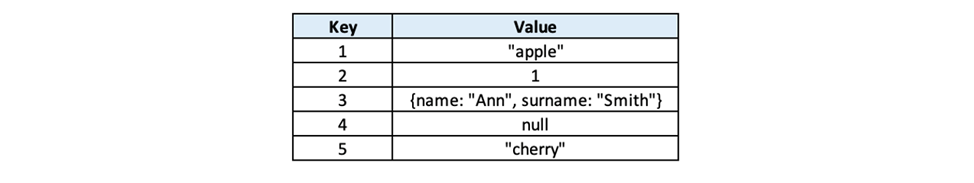 Key Value
1 "apple"
2 1
3 {name: "Ann", surname: "Smith"}
4 null
5 "cherry"